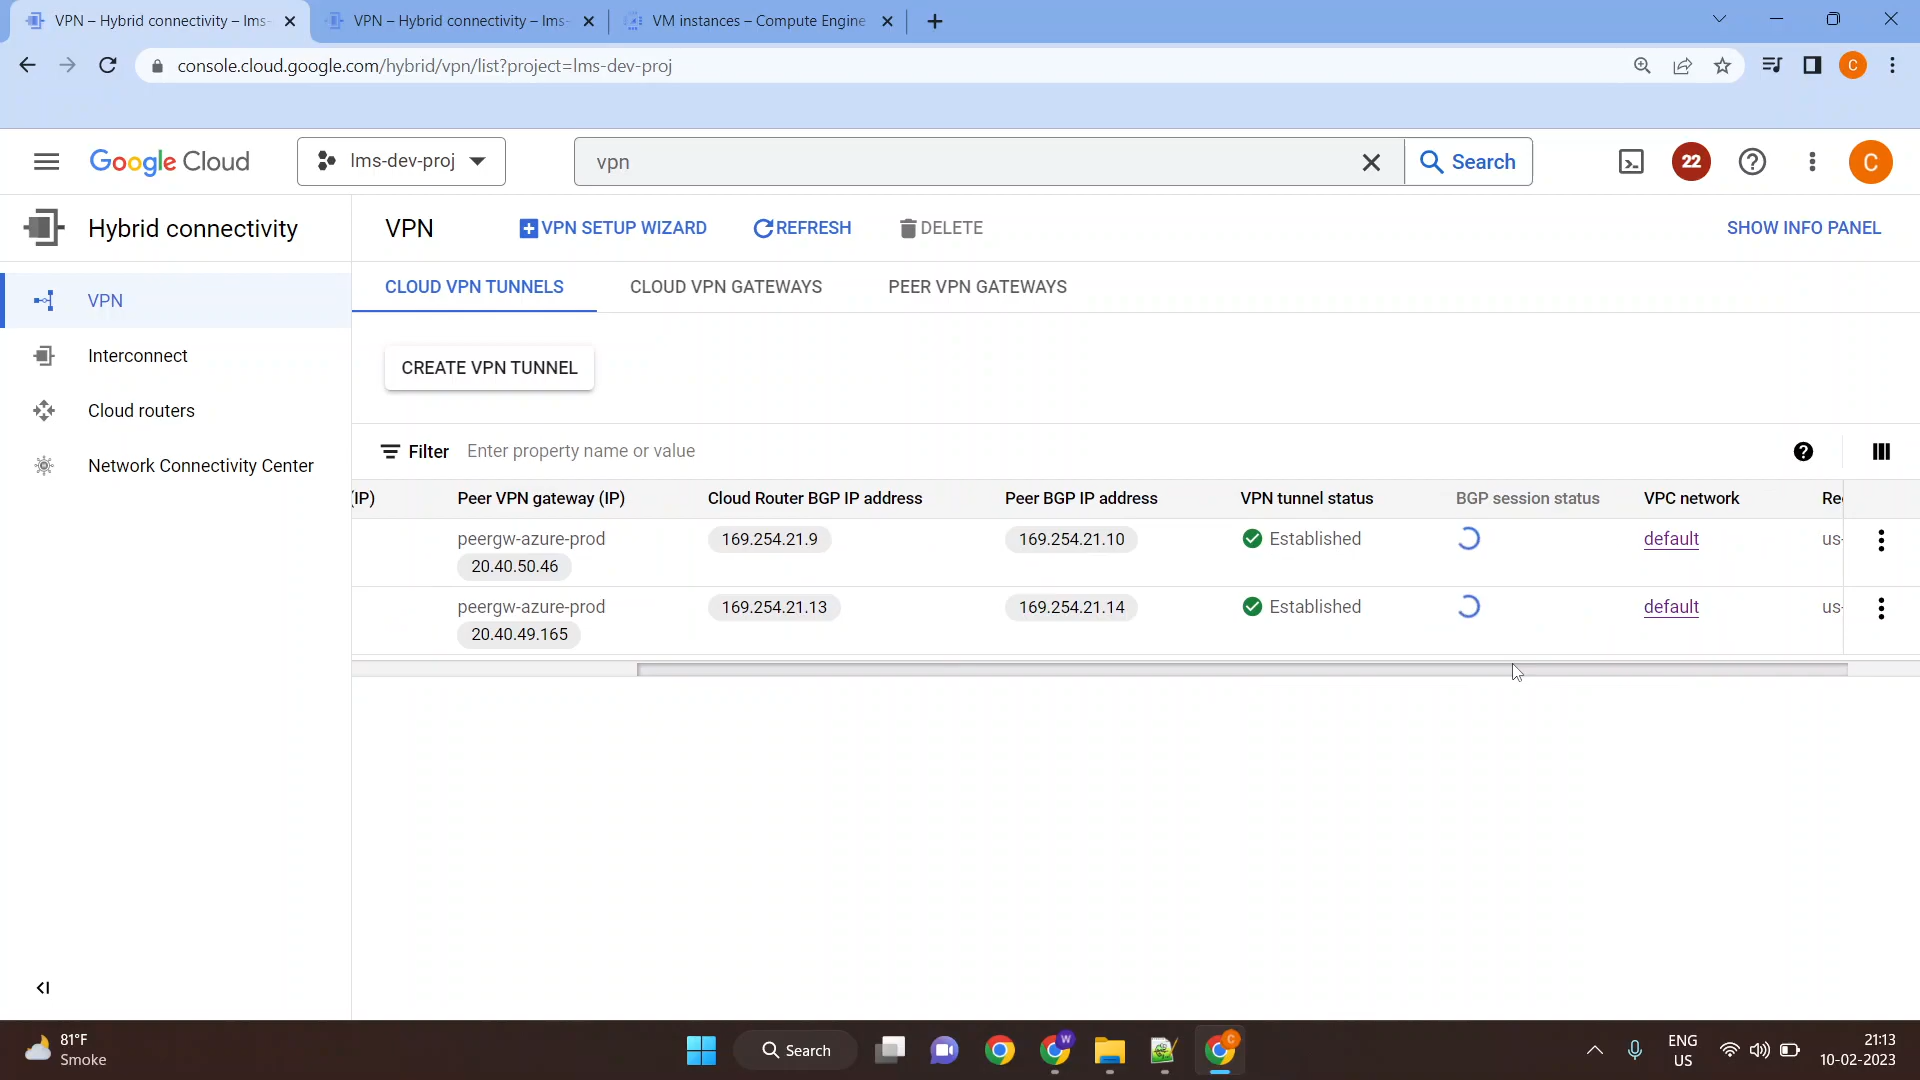 VPN – Hybrid connectivity – lms-
VPN – Hybrid connectivity – lms-
VM instances – Compute Engine
console.cloud.google.com/hybrid/vpn/list?project=lms-dev-proj
C
Google Cloud
lms-dev-proj
vpn
Search
22
C
Hybrid connectivity
VPN
VPN SETUP WIZARD
REFRESH
DELETE
SHOW INFO PANEL
VPN
Interconnect
Cloud routers
Network Connectivity Center
CLOUD VPN TUNNELS
CLOUD VPN GATEWAYS
PEER VPN GATEWAYS
CREATE VPN TUNNEL
Filter
Enter property name or value
(IP)
Peer VPN gateway (IP)
Cloud Router BGP IP address
Peer BGP IP address
VPN tunnel status
BGP session status
VPC network
Re
peergw-azure-prod
20.40.50.46
169.254.21.9
169.254.21.10
Established
default
us-
peergw-azure-prod
20.40.49.165
169.254.21.13
169.254.21.14
Established
default
us-
81°F
Smoke
Search
W
C
ENG
US
21:13
10-02-2023